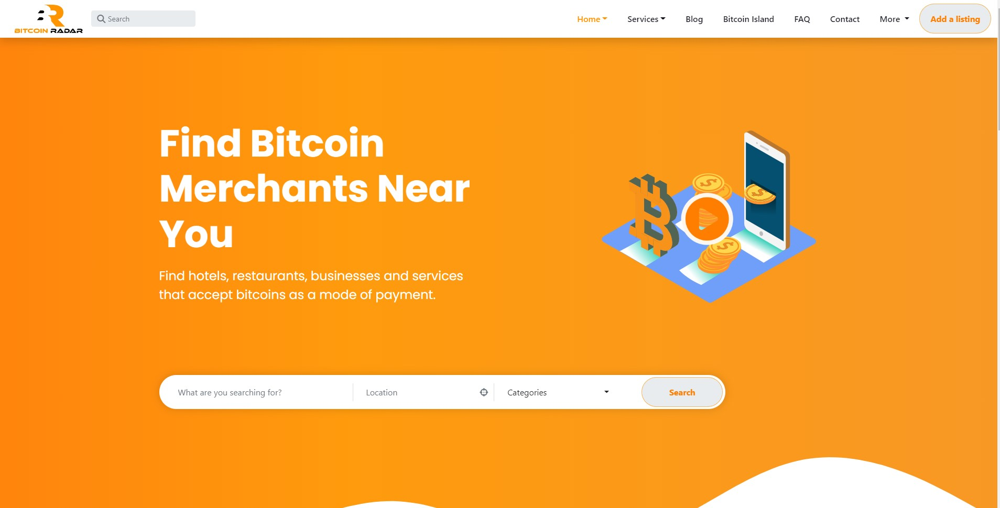 BITCOIN RADAR
Search
Home
Services
Blog
Bitcoin Island
FAQ
Contact
More
Add a listing
Find Bitcoin
Merchants Near
You
Find hotels, restaurants, businesses and services
that accept bitcoins as a mode of payment.
What are you searching for?
Location
Categories
Search